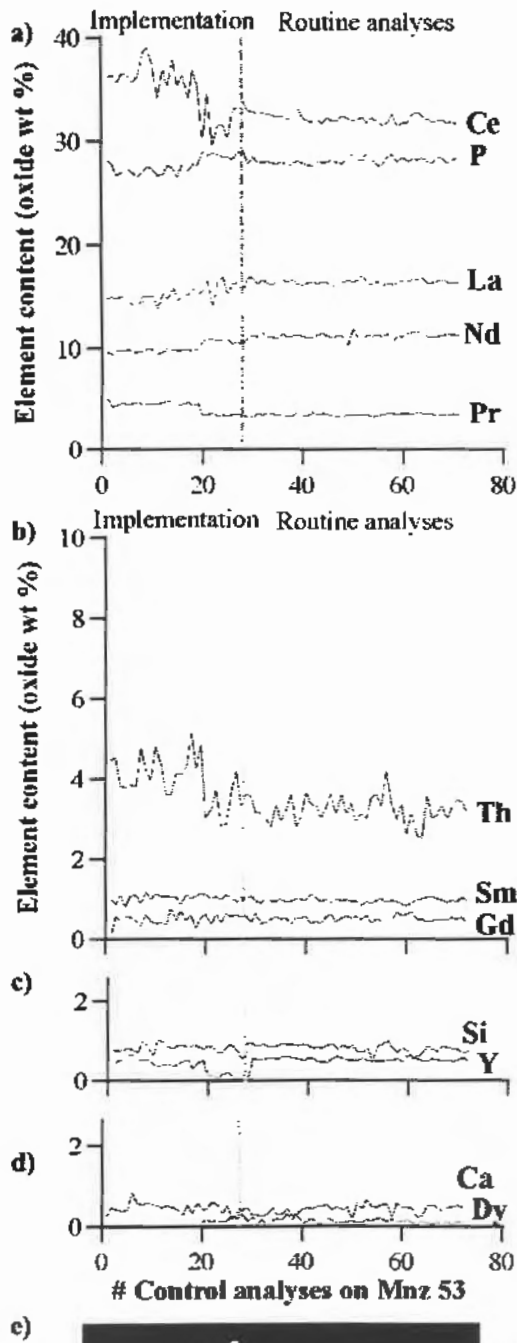 a) Implementation Routine analyses
40
30
20
10
0
Element content (oxide wt %)
Ce
P
La
Nd
Pr
0 20 40 60 80
b) Implementation Routine analyses
10
8
6
4
2
0
Element content (oxide wt %)
Th
Sm
Gd
c)
2
0
Si
Y
d)
2
0
Ca
Dy
0 20 40 60 80
# Control analyses on Mnz 53
e)